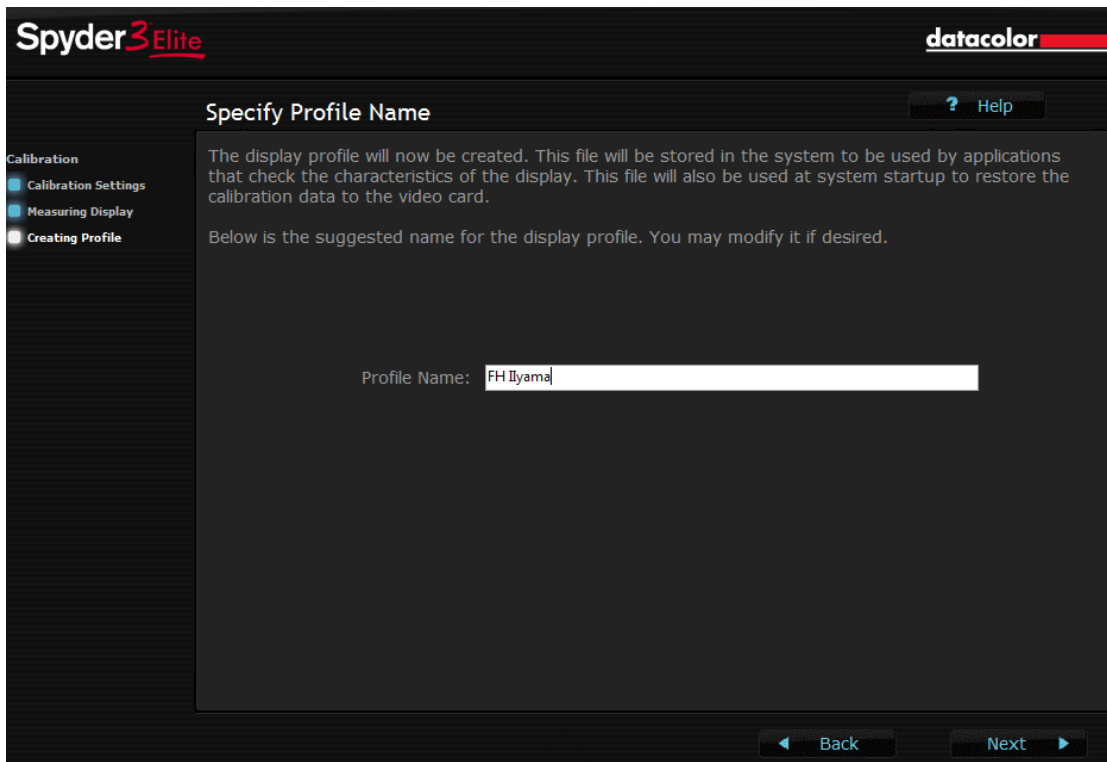 Spyder3Elite
datacolor
Specify Profile Name
? Help
Calibration
Calibration Settings
Measuring Display
Creating Profile
The display profile will now be created. This file will be stored in the system to be used by applications
that check the characteristics of the display. This file will also be used at system startup to restore the
calibration data to the video card.
Below is the suggested name for the display profile. You may modify it if desired.
Profile Name: FH IIyama
Back
Next